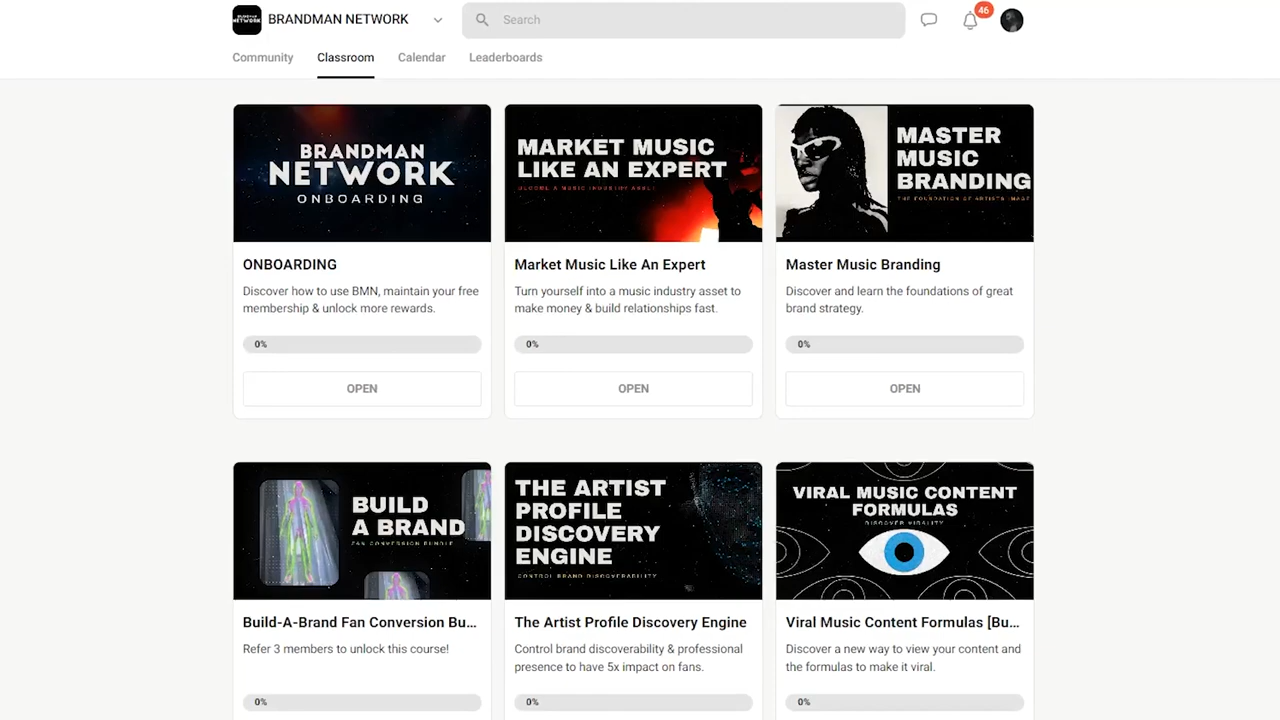 BRANDMAN NETWORK
Search
46
Community Classroom Calendar Leaderboards
BRANDMAN
NETWORK
ONBOARDING
ONBOARDING
Discover how to use BMN, maintain your free
membership & unlock more rewards.
0%
OPEN
MARKET MUSIC
LIKE AN EXPERT
BECOME A MUSIC INDUSTRY ASSET
Market Music Like An Expert
Turn yourself into a music industry asset to
make money & build relationships fast.
0%
OPEN
MASTER
MUSIC
BRANDING
THE FOUNDATION OF ARTISTS IMAGE
Master Music Branding
Discover and learn the foundations of great
brand strategy.
0%
OPEN
BUILD
A BRAND
FAN CONVERSION BUNDLE
Build-A-Brand Fan Conversion Bu...
Refer 3 members to unlock this course!
0%
THE ARTIST
PROFILE
DISCOVERY
ENGINE
CONTROL BRAND DISCOVERABILITY
The Artist Profile Discovery Engine
Control brand discoverability & professional
presence to have 5x impact on fans.
0%
VIRAL MUSIC CONTENT
FORMULAS
DISCOVER VIRALITY
Viral Music Content Formulas [Bu...
Discover a new way to view your content and
the formulas to make it viral.
0%